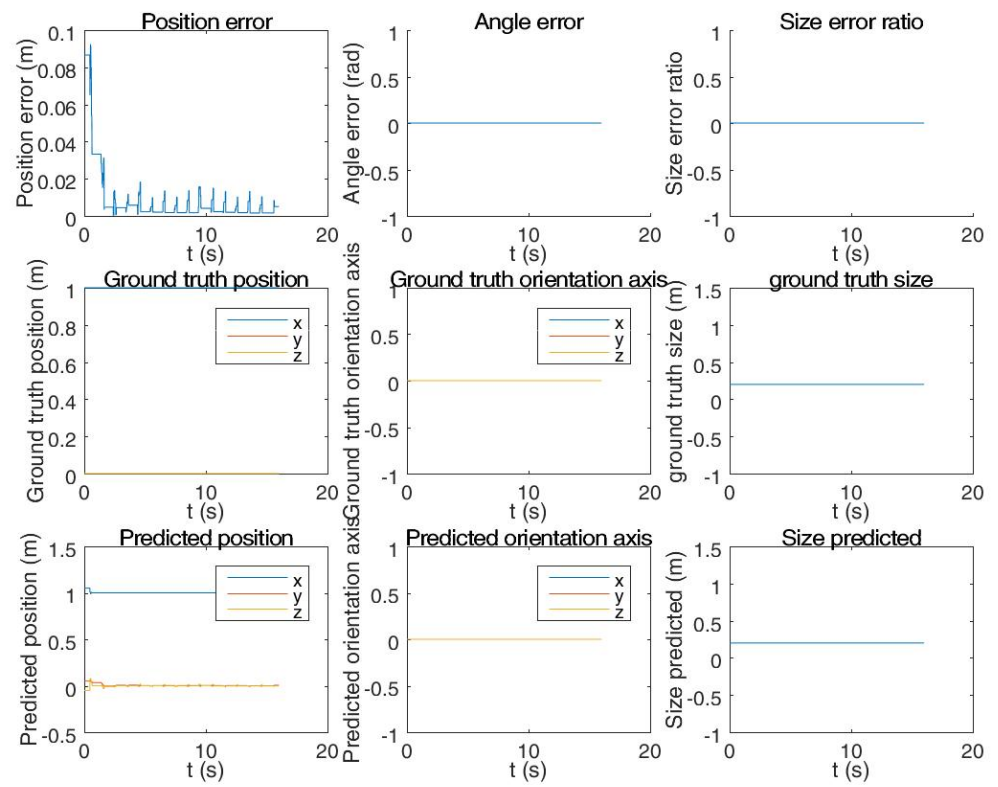 Position error
Position error (m)
0.1
0.08
0.06
0.04
0.02
0
0 10 20
t (s)
Angle error
Angle error (rad)
1
0.5
0
-0.5
-1
0 10 20
t (s)
Size error ratio
Size error ratio
1
0.5
0
-0.5
-1
0 10 20
t (s)
Ground truth position
Ground truth position (m)
1
0.8
0.6
0.4
0.2
0
x
y
z
0 10 20
t (s)
Ground truth orientation axis
Ground truth orientation axis
1
0.5
0
-0.5
-1
x
y
z
0 10 20
t (s)
ground truth size
ground truth size (m)
1.5
1
0.5
0
-0.5
-1
0 10 20
t (s)
Predicted position
Predicted position (m)
1.5
1
0.5
0
-0.5
x
y
z
0 10 20
t (s)
Predicted orientation axis
Predicted orientation axis
1
0.5
0
-0.5
-1
x
y
z
0 10 20
t (s)
Size predicted
Size predicted (m)
1.5
1
0.5
0
-0.5
-1
0 10 20
t (s)